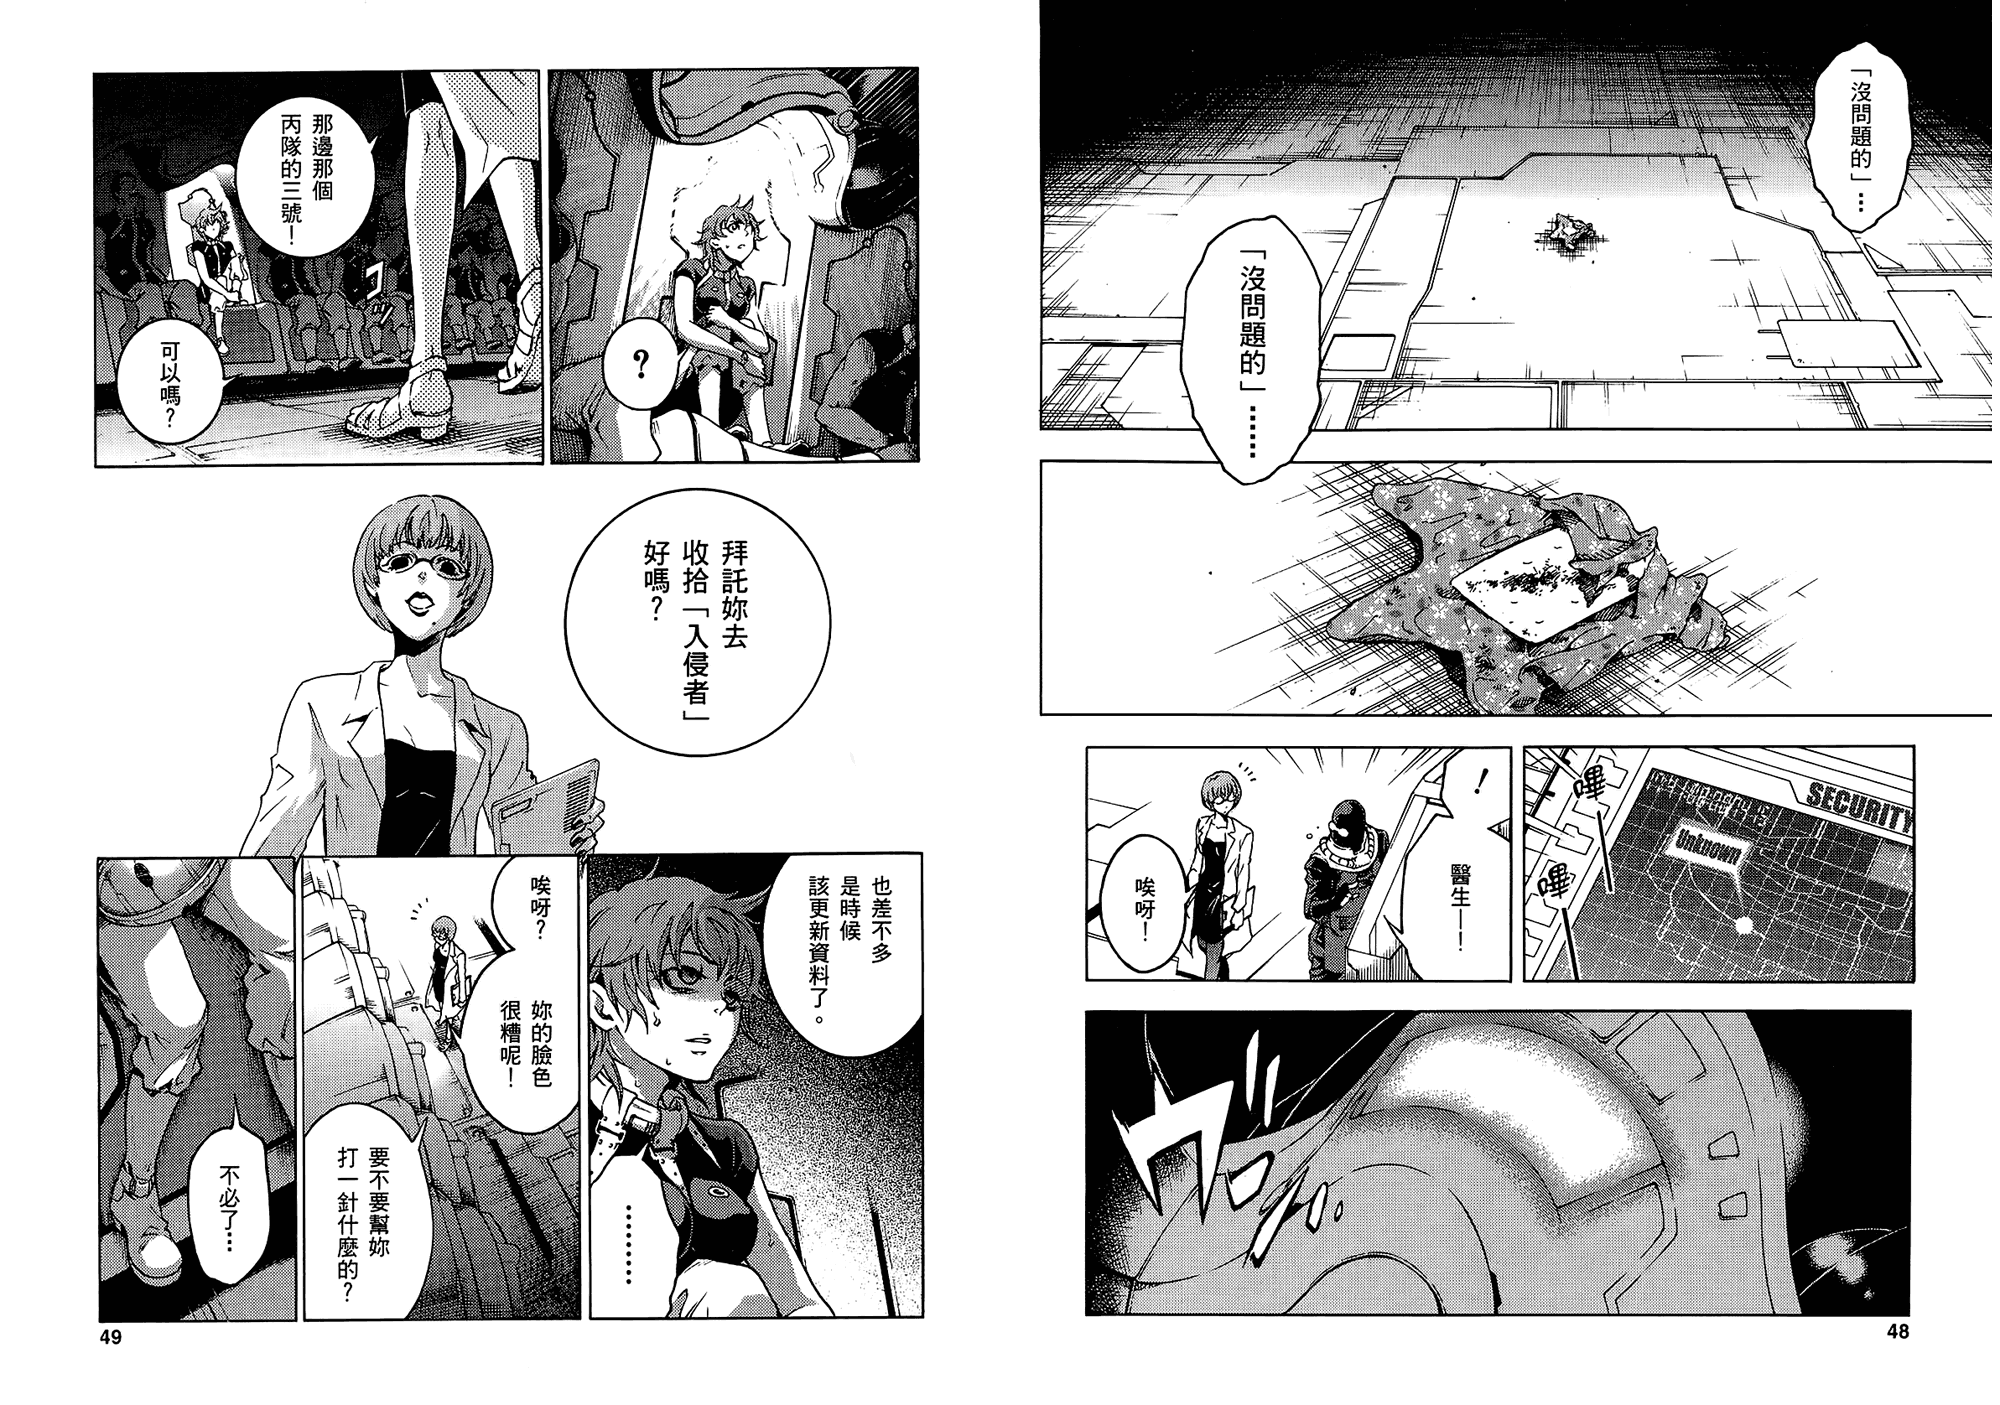 「沒問題的」…
「沒問題的」……
SECURITY
Unknown
嗶—
嗶—
！
醫生—！
唉呀！
？
那邊那個
丙隊的三號！
可以嗎？
拜託妳去
收拾「入侵者」
好嗎？
也差不多
是時候
該更新資料了。
………
唉呀？
妳的臉色
很糟呢！
要不要幫妳
打一針什麼的？
不必了…
48
49